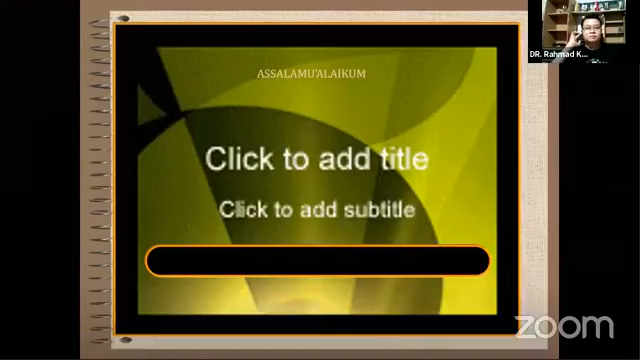 ASSALAMU'ALAIKUM
DR. Rahmad K...
Click to add title
Click to add subtitle
zoom